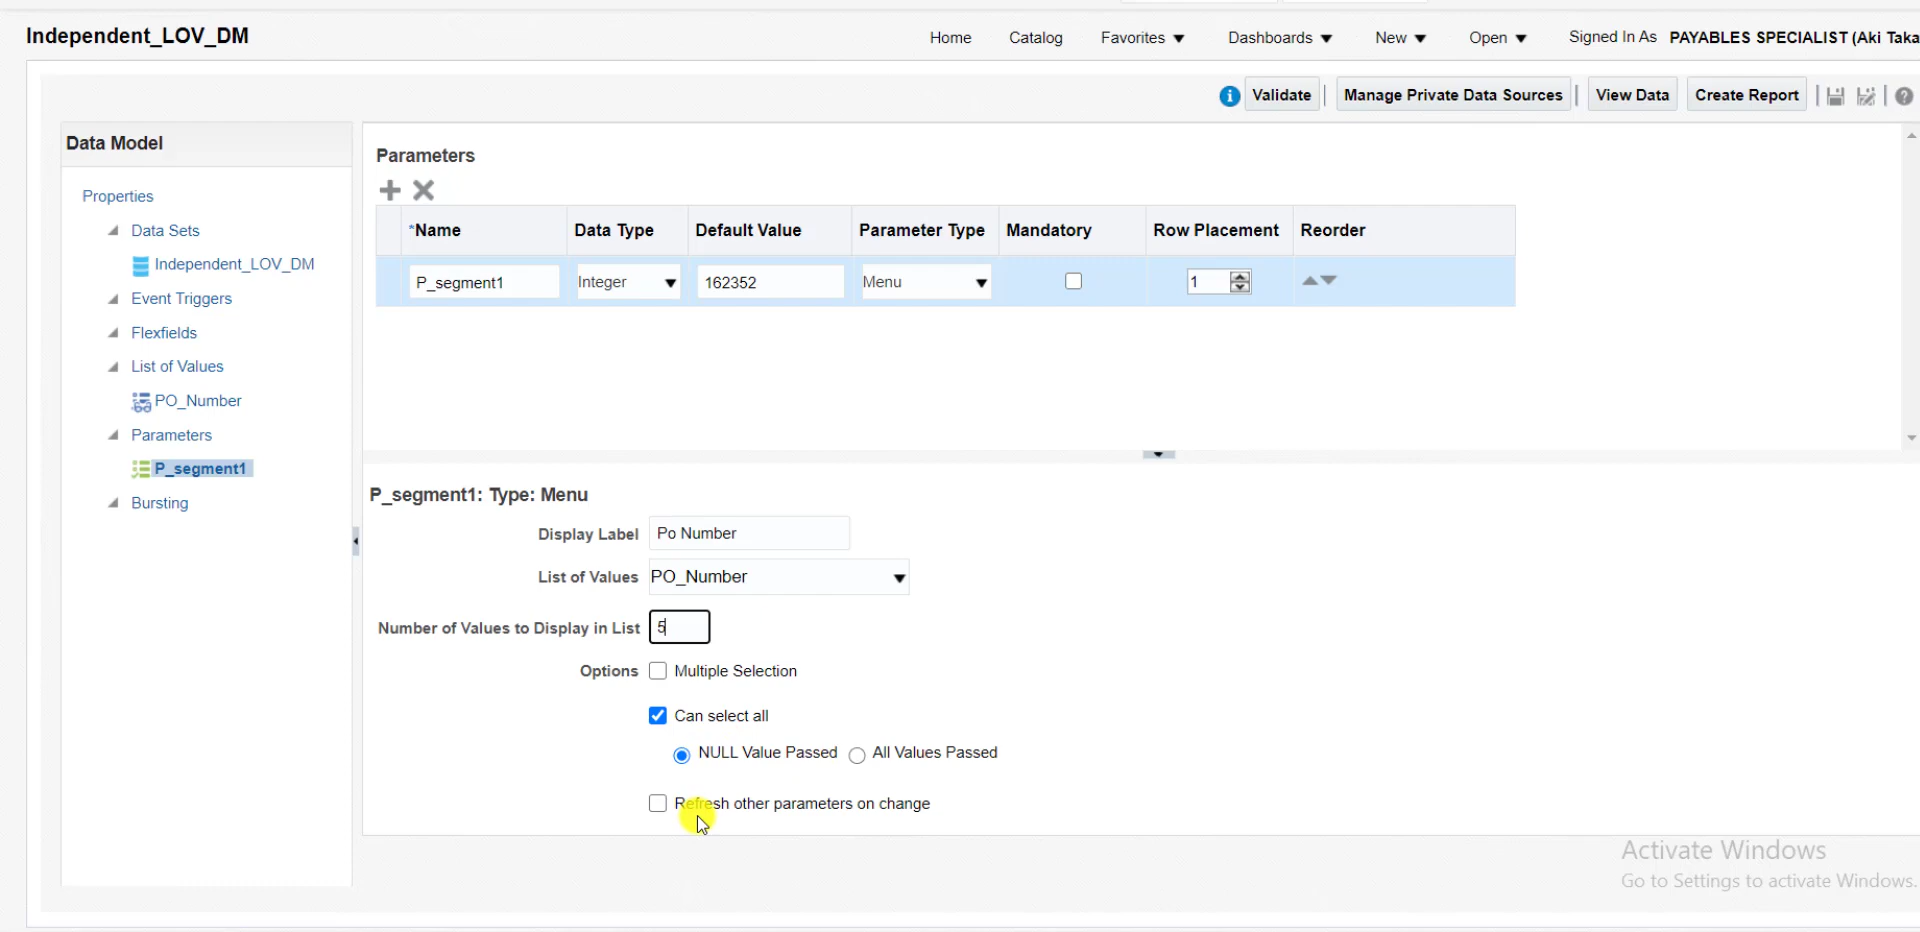 Independent_LOV_DM
Home Catalog Favorites Dashboards New Open Signed In As PAYABLES SPECIALIST (Aki Taka
Validate Manage Private Data Sources View Data Create Report
Data Model
Properties
Data Sets
Independent_LOV_DM
Event Triggers
Flexfields
List of Values
PO_Number
Parameters
P_segment1
Bursting
Parameters
*Name Data Type Default Value Parameter Type Mandatory Row Placement Reorder
P_segment1 Integer 162352 Menu 1
P_segment1: Type: Menu
Display Label Po Number
List of Values PO_Number
Number of Values to Display in List 5
Options Multiple Selection
Can select all
NULL Value Passed All Values Passed
Refresh other parameters on change
Activate Windows
Go to Settings to activate Windows.